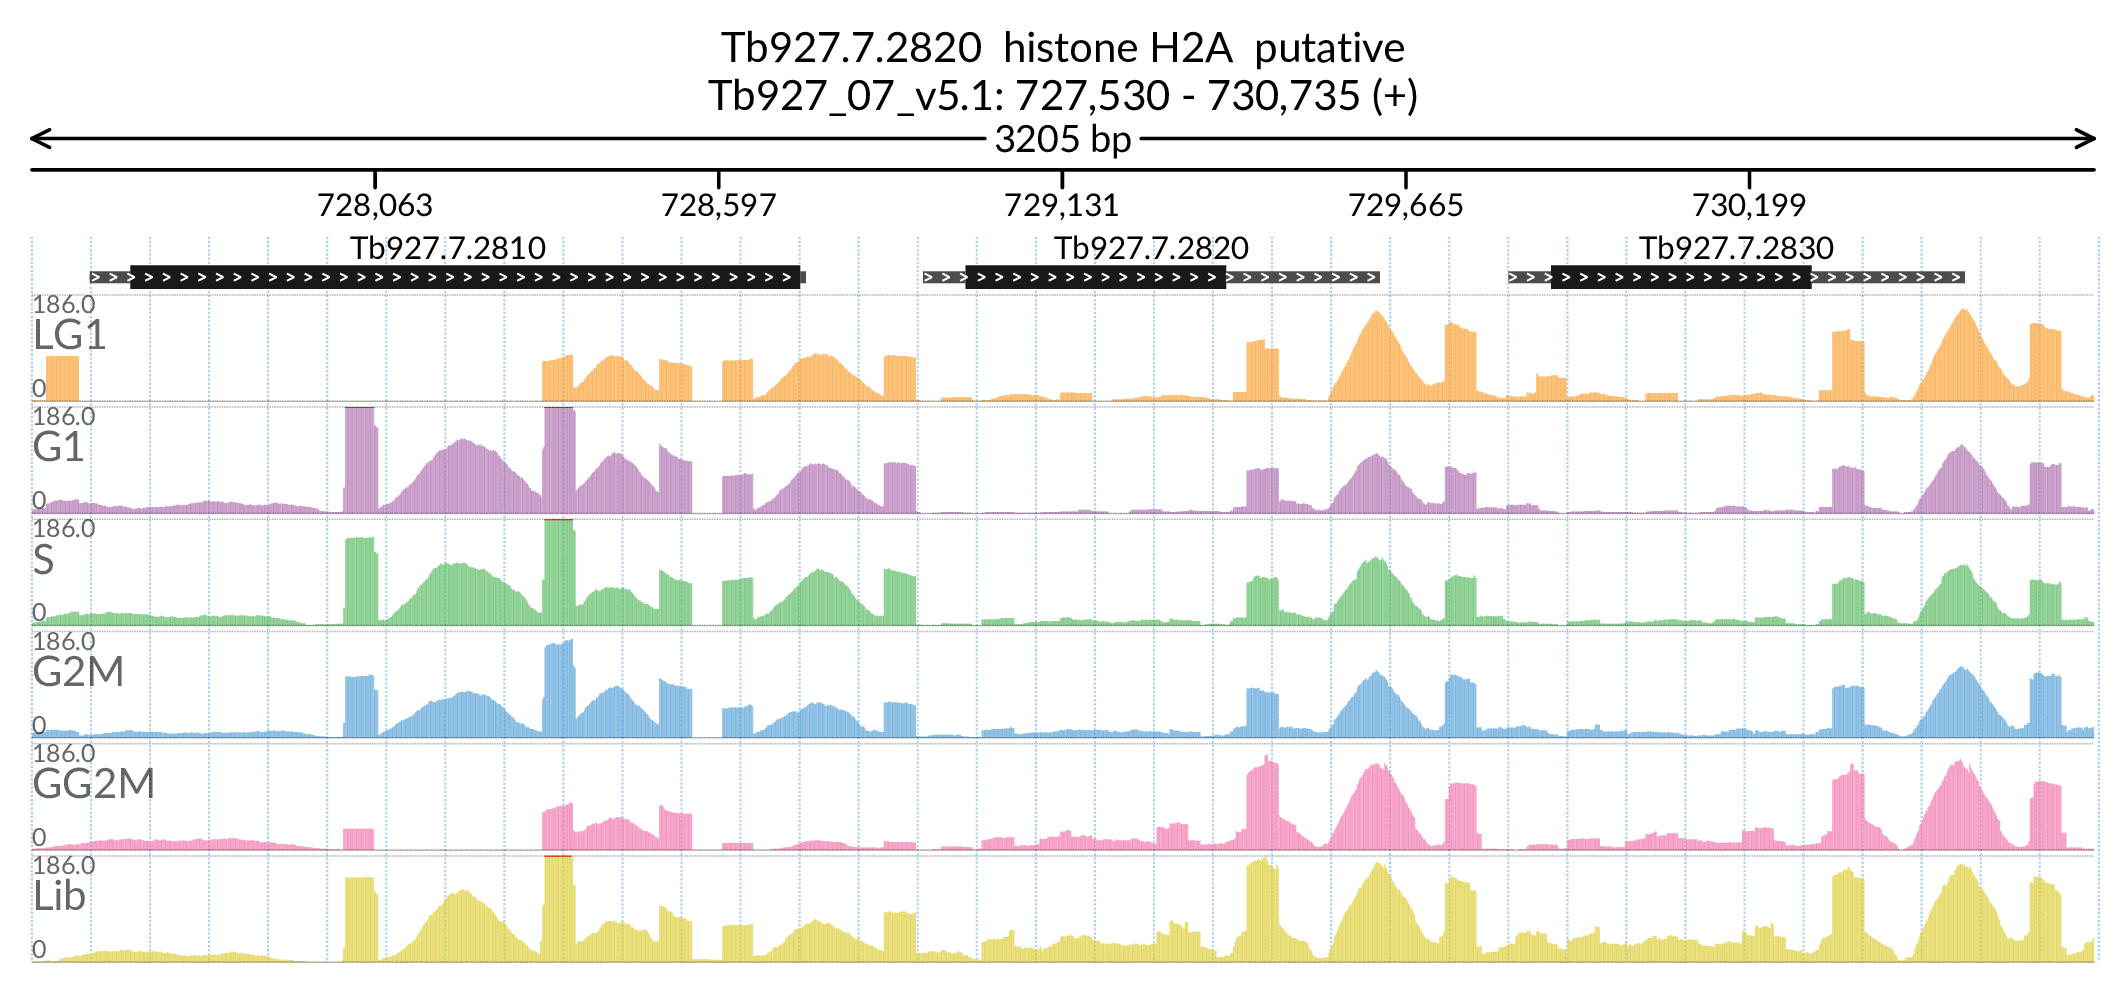 Tb927.7.2820 histone H2A putative
Tb927_07_v5.1: 727,530 - 730,735 (+)
3205 bp
728,063 728,597 729,131 729,665 730,199
Tb927.7.2810 Tb927.7.2820 Tb927.7.2830
186.0
LG1
0
186.0
G1
0
186.0
S
0
186.0
G2M
0
186.0
GG2M
0
186.0
Lib
0